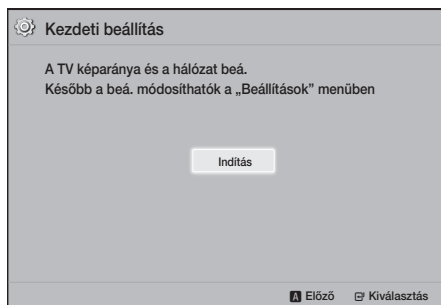 Kezdeti beállítás
A TV képaránya és a hálózat beá.
Később a beá. módosíthatók a „Beállítások” menüben
Indítás
A Előző Kiválasztás